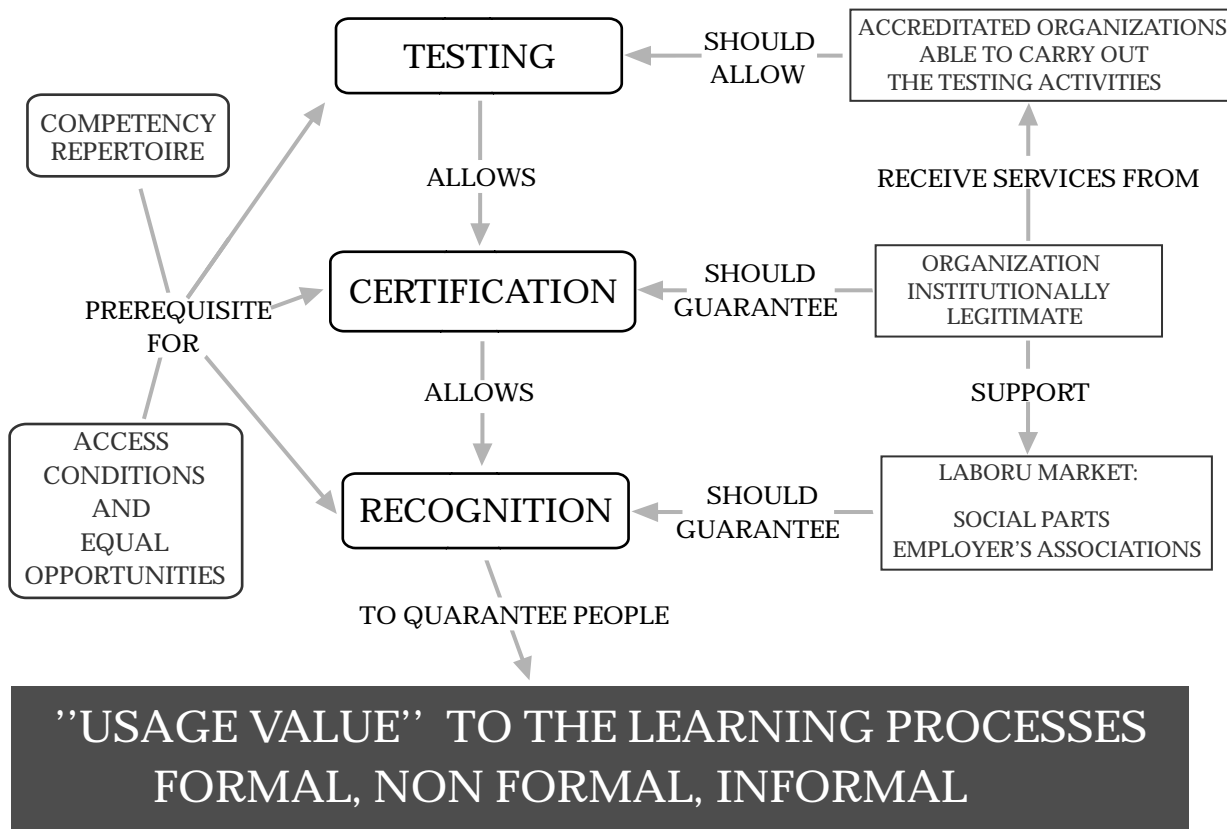 TESTING
SHOULD
ALLOW
ACCREDITATED ORGANIZATIONS
ABLE TO CARRY OUT
THE TESTING ACTIVITIES
COMPETENCY
REPERTOIRE
ALLOWS
RECEIVE SERVICES FROM
PREREQUISITE
FOR
CERTIFICATION
SHOULD
GUARANTEE
ORGANIZATION
INSTITUTIONALLY
LEGITIMATE
ALLOWS
SUPPORT
ACCESS
CONDITIONS
AND
EQUAL
OPPORTUNITIES
RECOGNITION
SHOULD
GUARANTEE
LABORU MARKET:
SOCIAL PARTS
EMPLOYER'S ASSOCIATIONS
TO QUARANTEE PEOPLE
’’USAGE VALUE’’ TO THE LEARNING PROCESSES
FORMAL, NON FORMAL, INFORMAL